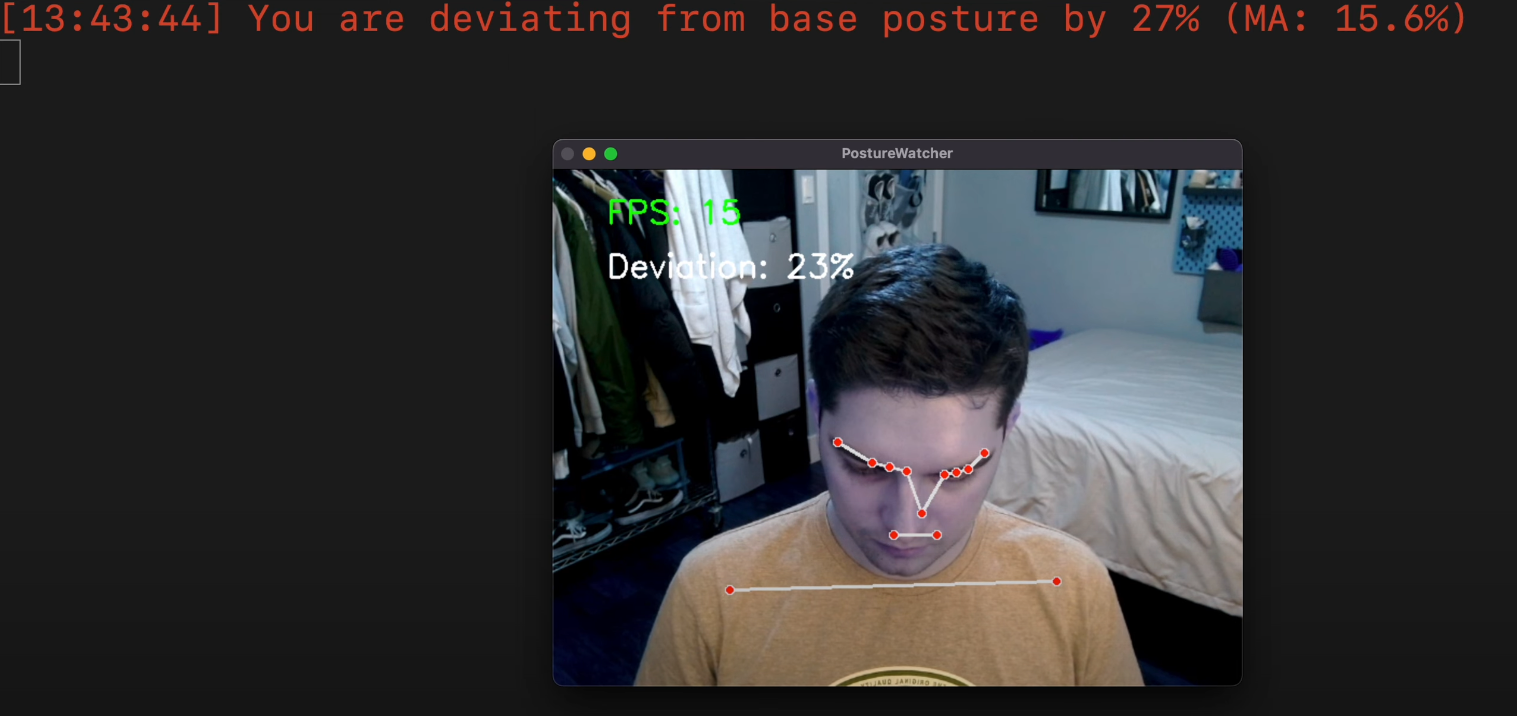 [13:43:44] You are deviating from base posture by 27% (MA: 15.6%)
PostureWatcher
FPS: 15
Deviation: 23%